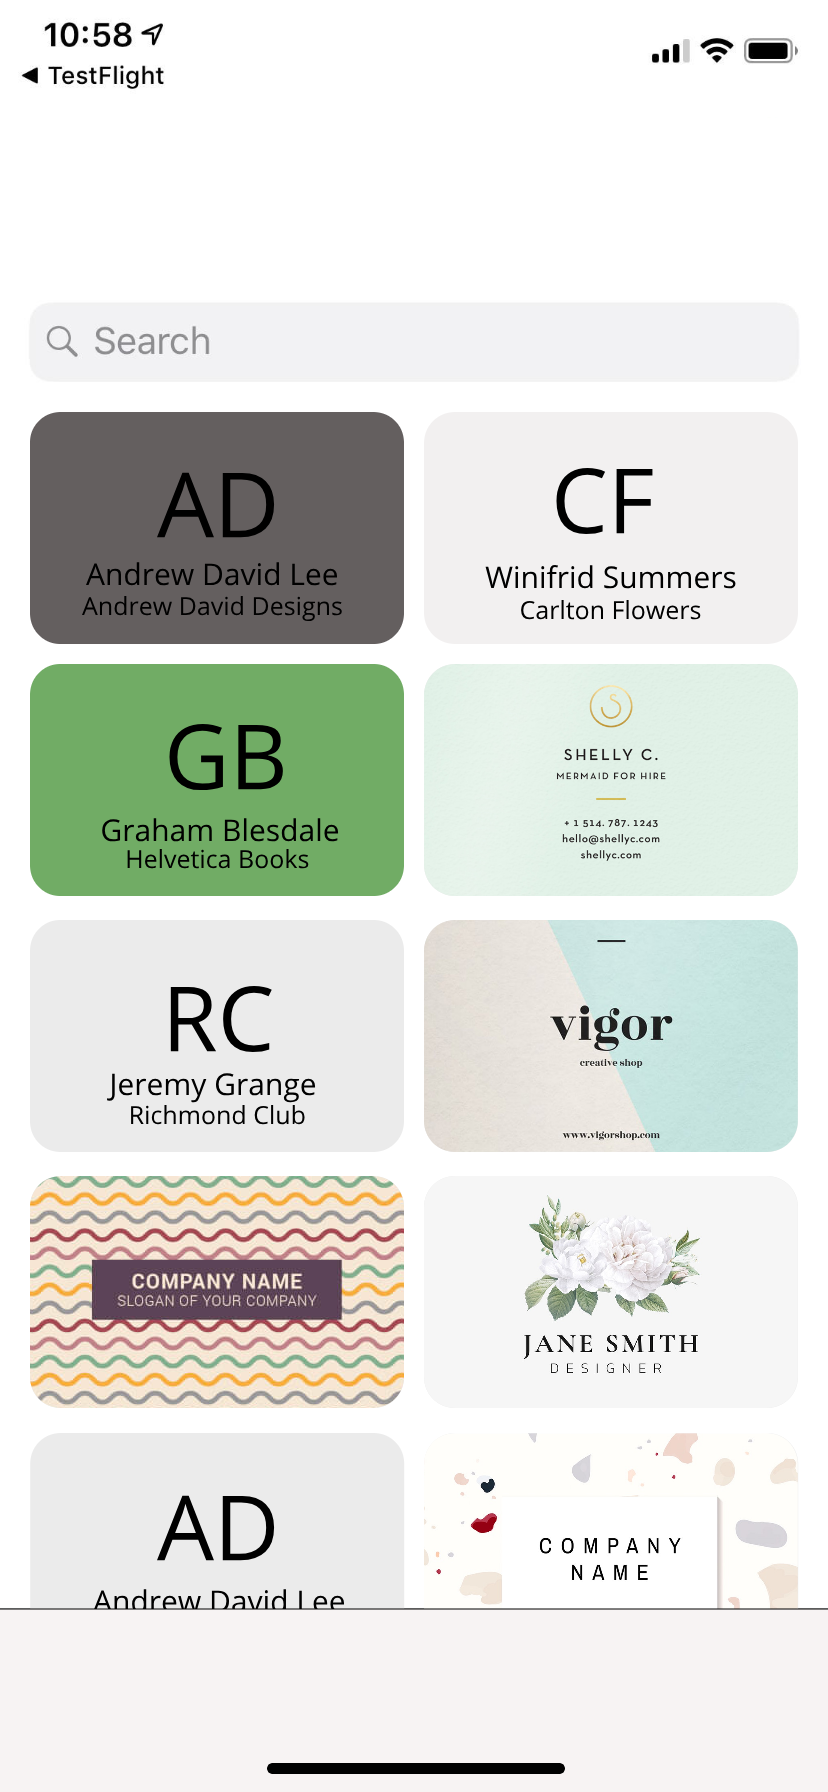 10:58
◀ TestFlight
Search
AD
Andrew David Lee
Andrew David Designs
CF
Winifrid Summers
Carlton Flowers
GB
Graham Blesdale
Helvetica Books
SHELLY C.
MERMAID FOR HIRE
+ 1 514. 787. 1243
hello@shellyc.com
shellyc.com
RC
Jeremy Grange
Richmond Club
vigor
creative shop
www.vigorshop.com
COMPANY NAME
SLOGAN OF YOUR COMPANY
JANE SMITH
DESIGNER
AD
Andrew David Lee
COMPANY
NAME